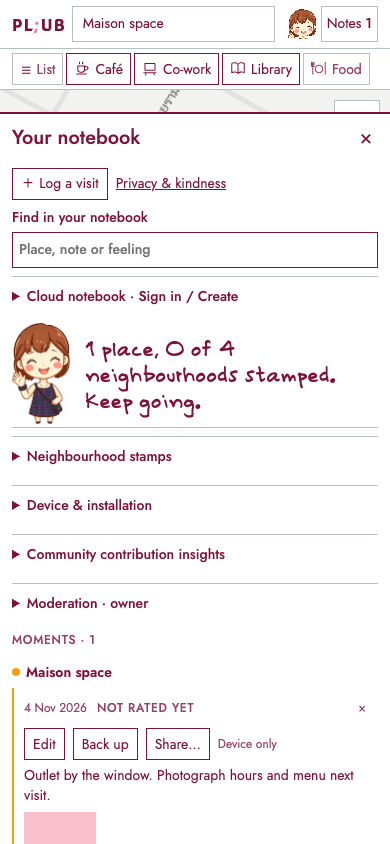 PL;UB
Maison space
Notes 1
List
Café
Co-work
Library
Food
Your notebook
×
+ Log a visit
Privacy & kindness
Find in your notebook
Place, note or feeling
Cloud notebook · Sign in / Create
1 place, 0 of 4
neighbourhoods stamped.
Keep going.
Neighbourhood stamps
Device & installation
Community contribution insights
Moderation · owner
MOMENTS · 1
Maison space
4 Nov 2026 NOT RATED YET ×
Edit
Back up
Share...
Device only
Outlet by the window. Photograph hours and menu next
visit.